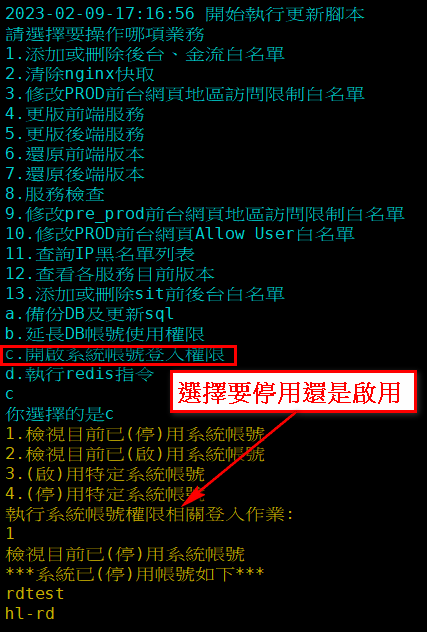 2023-02-09-17:16:56 開始執行更新腳本
請選擇要操作哪項業務
1.添加或刪除後台、金流白名單
2.清除nginx快取
3.修改PROD前台網頁地區訪問限制白名單
4.更版前端服務
5.更版後端服務
6.還原前端版本
7.還原後端版本
8.服務檢查
9.修改pre_prod前台網頁地區訪問限制白名單
10.修改PROD前台網頁Allow User白名單
11.查詢IP黑名單列表
12.查看各服務目前版本
13.添加或刪除sit前後台白名單
a.備份DB及更新sql
b.延長DB帳號使用權限
c.開啟系統帳號登入權限
d.執行redis指令
c
選擇要停用還是啟用
你選擇的是c
1.檢視目前已(停)用系統帳號
2.檢視目前已(啟)用系統帳號
3.(啟)用特定系統帳號
4.(停)用特定系統帳號
執行系統帳號權限相關登入作業:
1
檢視目前已(停)用系統帳號
***系統已(停)用帳號如下***
rdtest
hl-rd